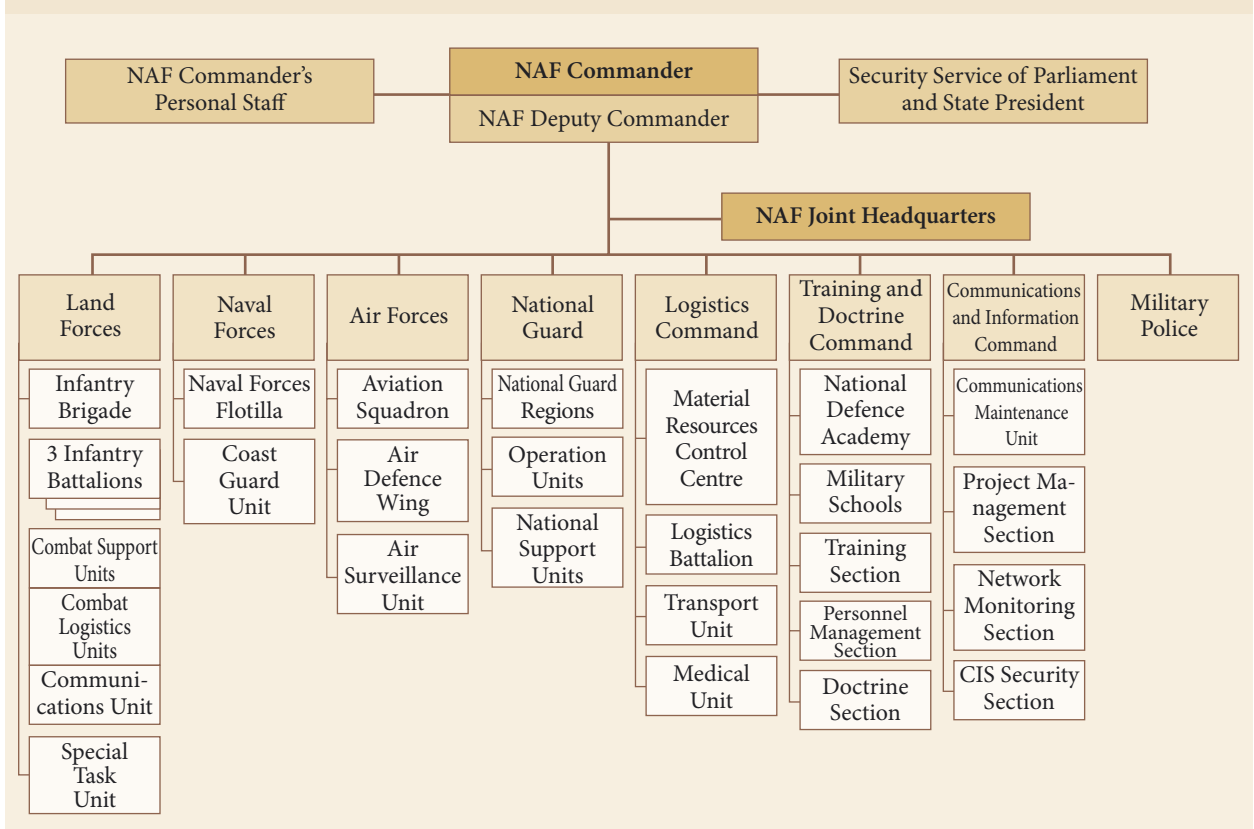 NAF Commander's
Personal Staff
NAF Commander
NAF Deputy Commander
Security Service of Parliament
and State President
NAF Joint Headquarters
Land
Forces
Infantry
Brigade
3 Infantry
Battalions
Combat Support
Units
Combat
Logistics
Units
Communi-
cations Unit
Special
Task
Unit
Naval
Forces
Naval Forces
Flotilla
Coast
Guard
Unit
Air Forces
Aviation
Squadron
Air
Defence
Wing
Air
Surveillance
Unit
National
Guard
National Guard
Regions
Operation
Units
National
Support
Units
Logistics
Command
Material
Resources
Control
Centre
Logistics
Battalion
Transport
Unit
Medical
Unit
Training and
Doctrine
Command
National
Defence
Academy
Military
Schools
Training
Section
Personnel
Management
Section
Doctrine
Section
Communications
and Information
Command
Communications
Maintenance
Unit
Project Ma-
nagement
Section
Network
Monitoring
Section
CIS Security
Section
Military
Police